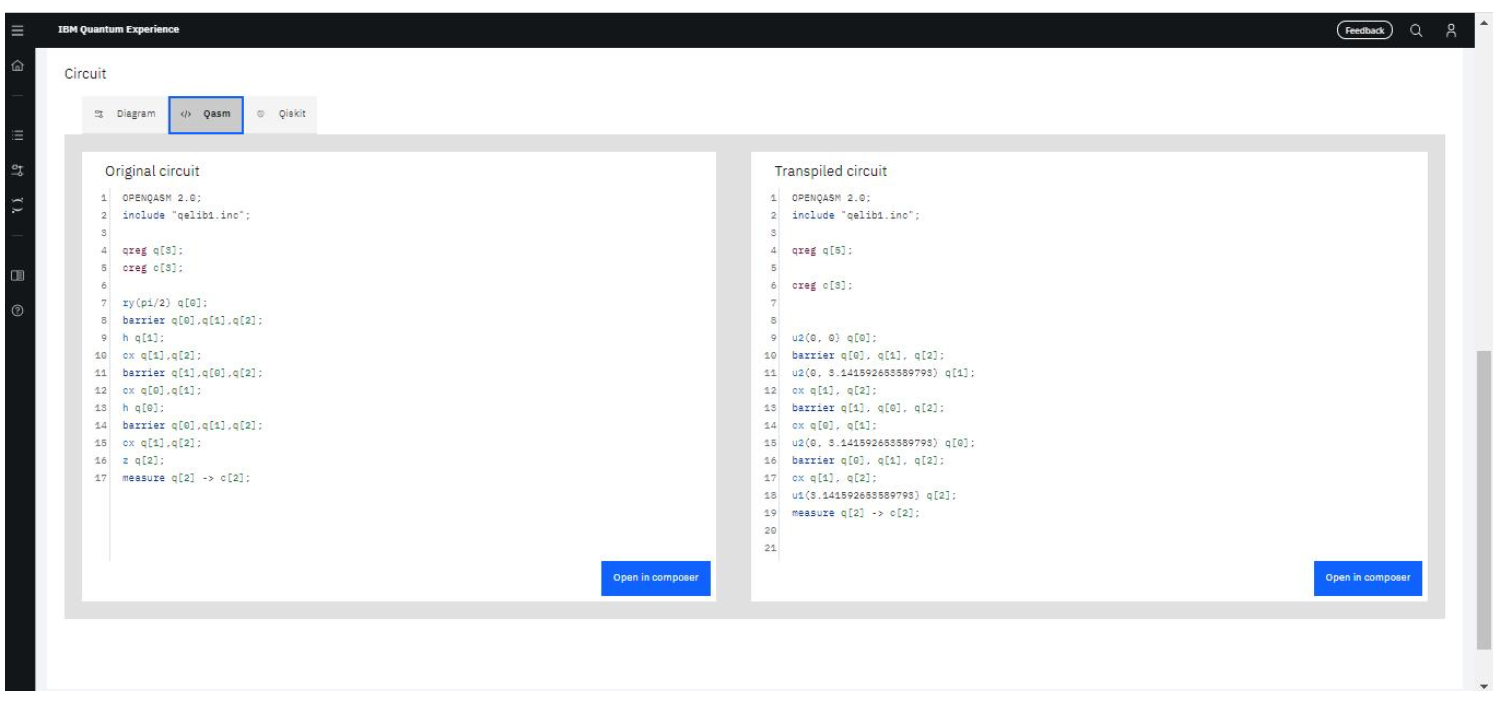 IBM Quantum Experience
Feedback
Circuit
Diagram
</> Qasm
Qiskit
Original circuit
1 OPENQASM 2.0;
2 include "qelib1.inc";
3
4 qreg q[3];
5 creg c[3];
6
7 ry(pi/2) q[0];
8 barrier q[0],q[1],q[2];
9 h q[1];
10 cx q[1],q[2];
11 barrier q[1],q[0],q[2];
12 cx q[0],q[1];
13 h q[0];
14 barrier q[0],q[1],q[2];
15 cx q[1],q[2];
16 z q[2];
17 measure q[2] -> c[2];
Open in composer
Transpiled circuit
1 OPENQASM 2.0;
2 include "qelib1.inc";
3
4 qreg q[5];
5
6 creg c[3];
7
8
9 u2(0, 0) q[0];
10 barrier q[0], q[1], q[2];
11 u2(0, 3.141592653589793) q[1];
12 cx q[1], q[2];
13 barrier q[1], q[0], q[2];
14 cx q[0], q[1];
15 u2(0, 3.141592653589793) q[0];
16 barrier q[0], q[1], q[2];
17 cx q[1], q[2];
18 u1(3.141592653589793) q[2];
19 measure q[2] -> c[2];
20
21
Open in composer